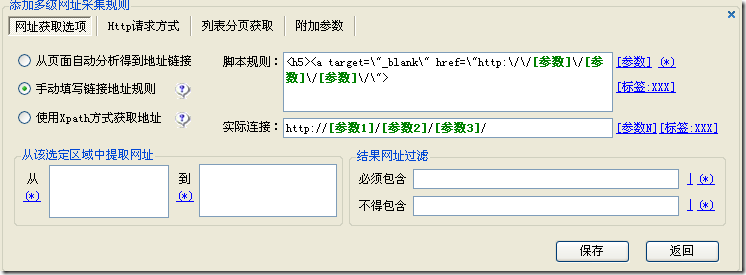 添加多级网址采集规则
网址获取选项 Http请求方式 列表分页获取 附加参数
从页面自动分析得到地址链接
手动填写链接地址规则
使用Xpath方式获取地址
脚本规则：
<h5><a target=\"_blank\" href=\"http:\/\/[参数]\/[参
数]\/[参数]\/\">
[参数] (*)
[标签:XXX]
实际连接：
http://[参数1]/[参数2]/[参数3]/
[参数N] [标签:XXX]
从该选定区域中提取网址
从
(*)
到
(*)
结果网址过滤
必须包含 | (*)
不得包含 | (*)
保存 返回